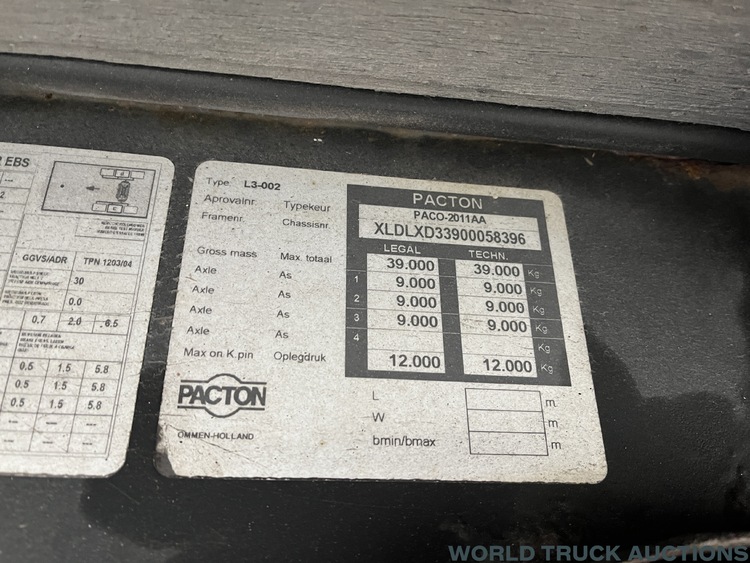 EBS
GGVS/ADR TPN 1203/04
30
0.0
0.7 2.0 6.5
0.5 1.5 5.8
0.5 1.5 5.8
0.5 1.5 5.8
--- --- ---
--- --- ---
Type L3-002
Aprovalnr. Typekeur
Framenr. Chassisnr.
Gross mass Max. totaal
Axle As
Axle As
Axle As
Axle As
Max on K.pin Oplegdruk
PACTON
PACO-2011AA
XLDLXD33900058396
LEGAL TECHN.
39.000 39.000 Kg
1 9.000 9.000 Kg
2 9.000 9.000 Kg
3 9.000 9.000 Kg
4 Kg
12.000 12.000 Kg
PACTON
OMMEN-HOLLAND
L m.
W m.
bmin/bmax m.
WORLD TRUCK AUCTIONS